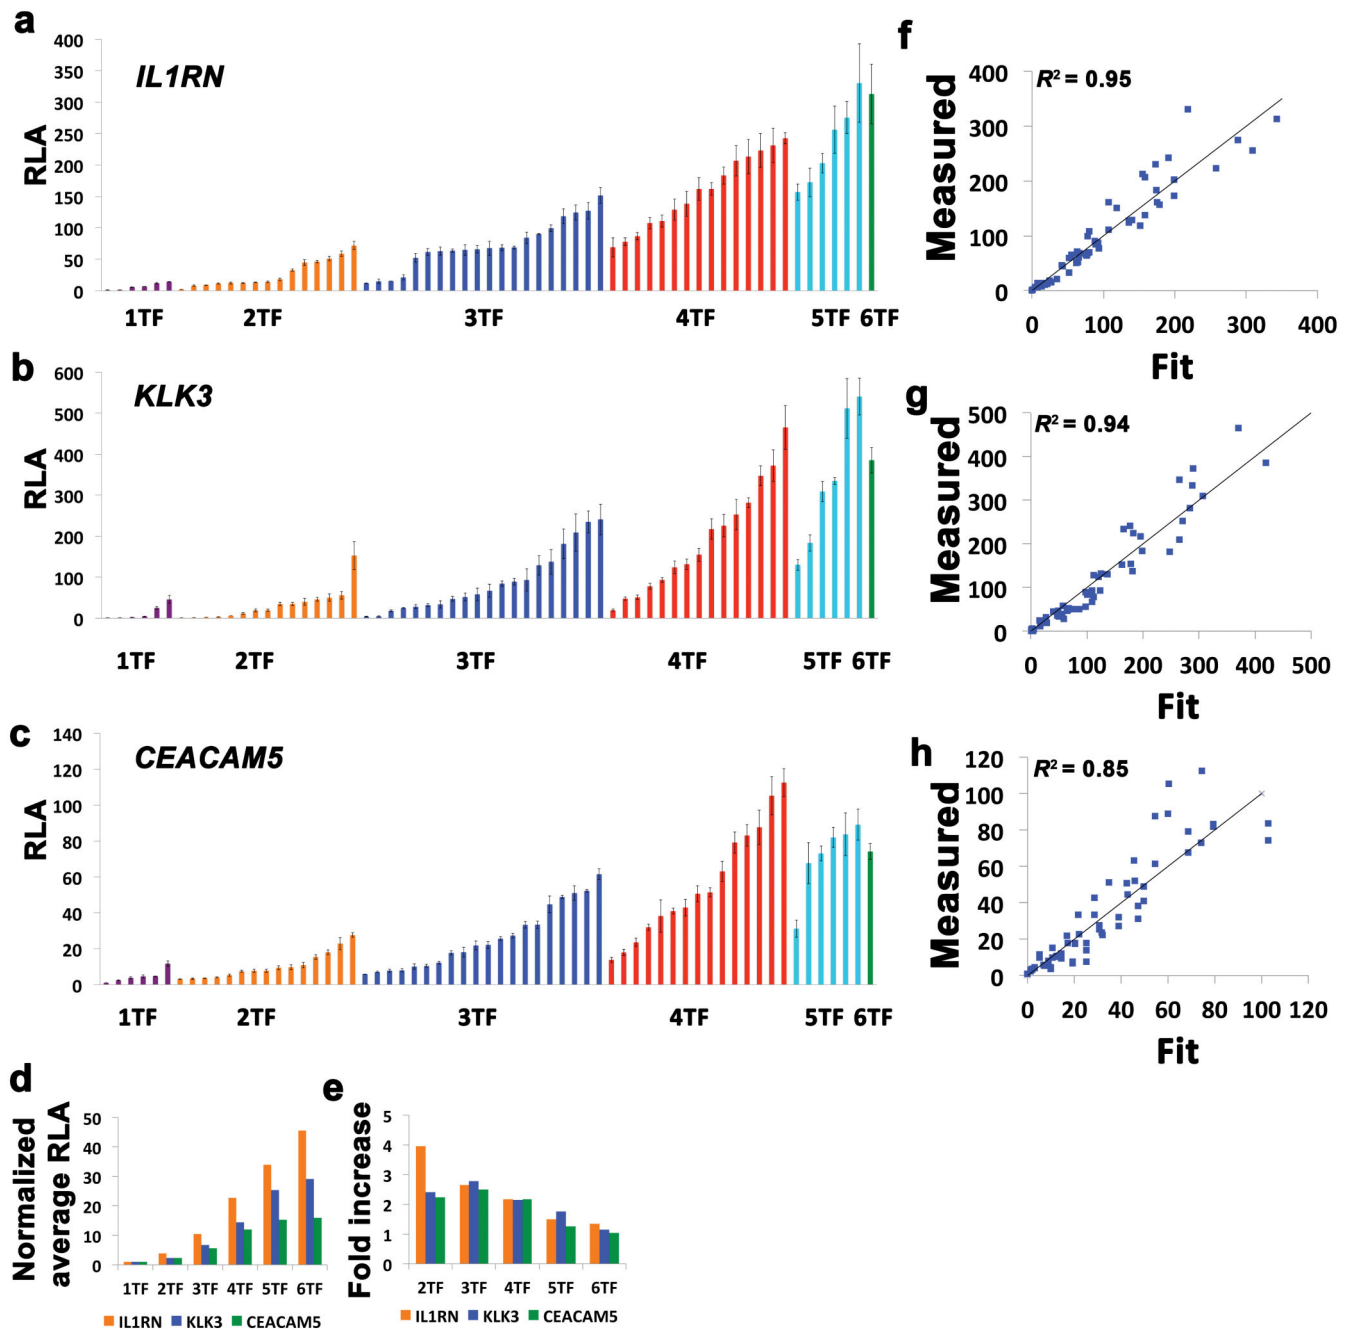 a
IL1RN
RLA
400
350
300
250
200
150
100
50
0
1TF 2TF 3TF 4TF 5TF 6TF
f
R² = 0.95
Measured
400
300
200
100
0
0 100 200 300 400
Fit
b
KLK3
RLA
600
500
400
300
200
100
0
1TF 2TF 3TF 4TF 5TF 6TF
g
R² = 0.94
Measured
500
400
300
200
100
0
0 100 200 300 400 500
Fit
c
CEACAM5
RLA
140
120
100
80
60
40
20
0
1TF 2TF 3TF 4TF 5TF 6TF
h
R² = 0.85
Measured
120
100
80
60
40
20
0
0 20 40 60 80 100 120
Fit
d
Normalized
average RLA
50
40
30
20
10
0
1TF 2TF 3TF 4TF 5TF 6TF
IL1RN KLK3 CEACAM5
e
Fold increase
5
4
3
2
1
0
2TF 3TF 4TF 5TF 6TF
IL1RN KLK3 CEACAM5